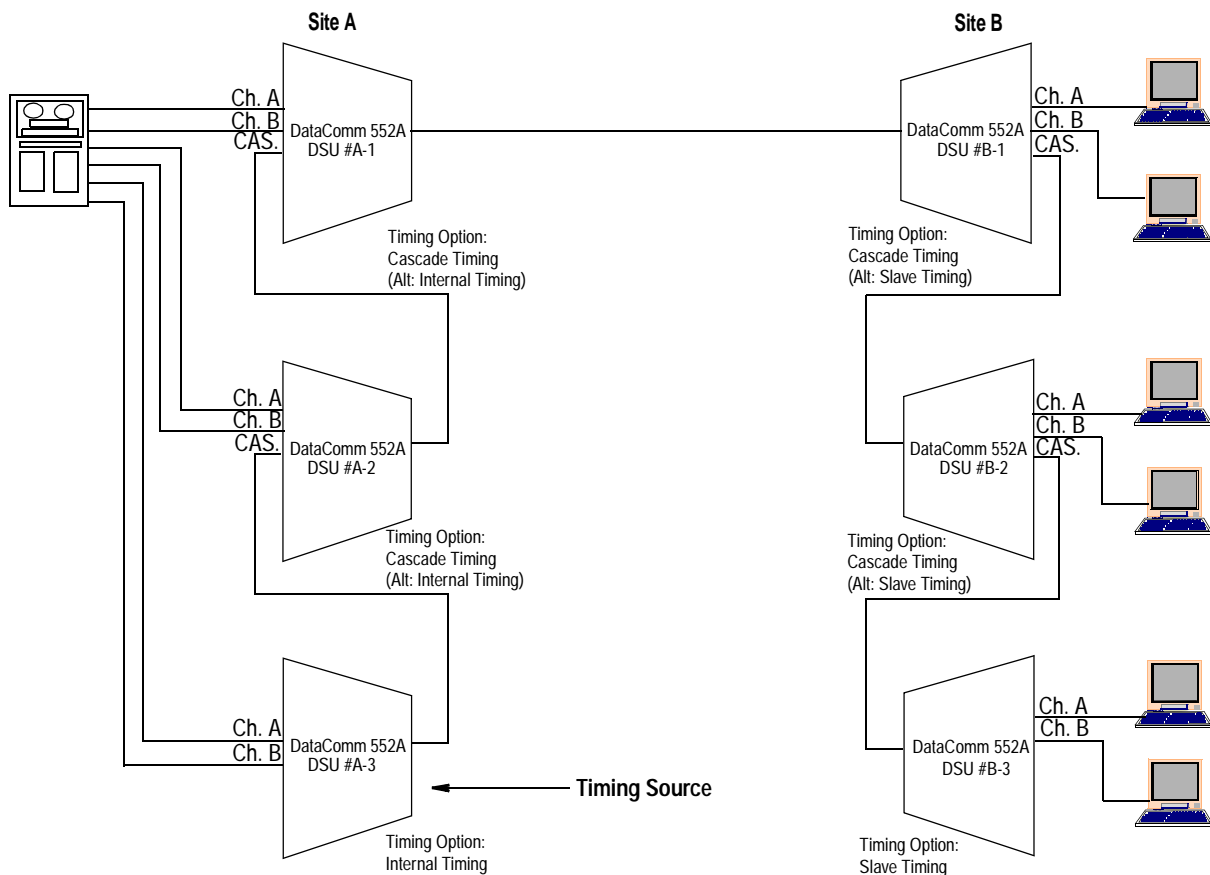 Site A
Site B
Ch. A
Ch. B
CAS.
DataComm 552A
DSU #A-1
DataComm 552A
DSU #B-1
Ch. A
Ch. B
CAS.
Timing Option:
Cascade Timing
(Alt: Internal Timing)
Timing Option:
Cascade Timing
(Alt: Slave Timing)
Ch. A
Ch. B
CAS.
DataComm 552A
DSU #A-2
DataComm 552A
DSU #B-2
Ch. A
Ch. B
CAS.
Timing Option:
Cascade Timing
(Alt: Internal Timing)
Timing Option:
Cascade Timing
(Alt: Slave Timing)
Ch. A
Ch. B
DataComm 552A
DSU #A-3
Timing Source
DataComm 552A
DSU #B-3
Ch. A
Ch. B
Timing Option:
Internal Timing
Timing Option:
Slave Timing